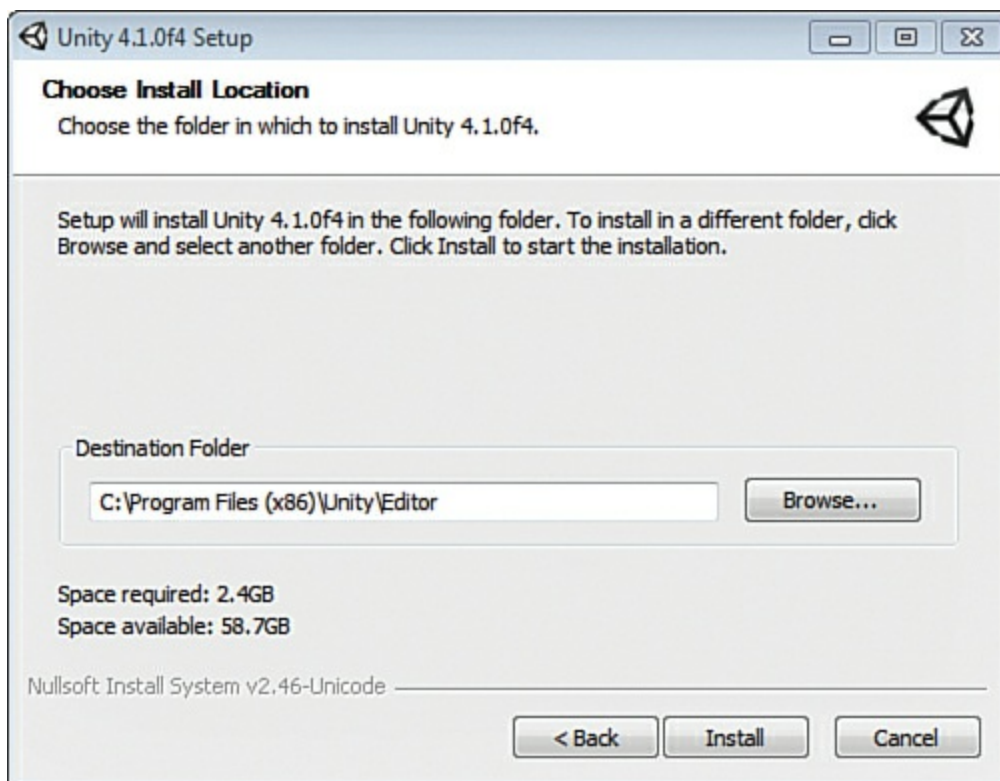 Unity 4.1.0f4 Setup
Choose Install Location
Choose the folder in which to install Unity 4.1.0f4.
Setup will install Unity 4.1.0f4 in the following folder. To install in a different folder, click
Browse and select another folder. Click Install to start the installation.
Destination Folder
C:\Program Files (x86)\Unity\Editor
Browse...
Space required: 2.4GB
Space available: 58.7GB
Nullsoft Install System v2.46-Unicode
< Back
Install
Cancel